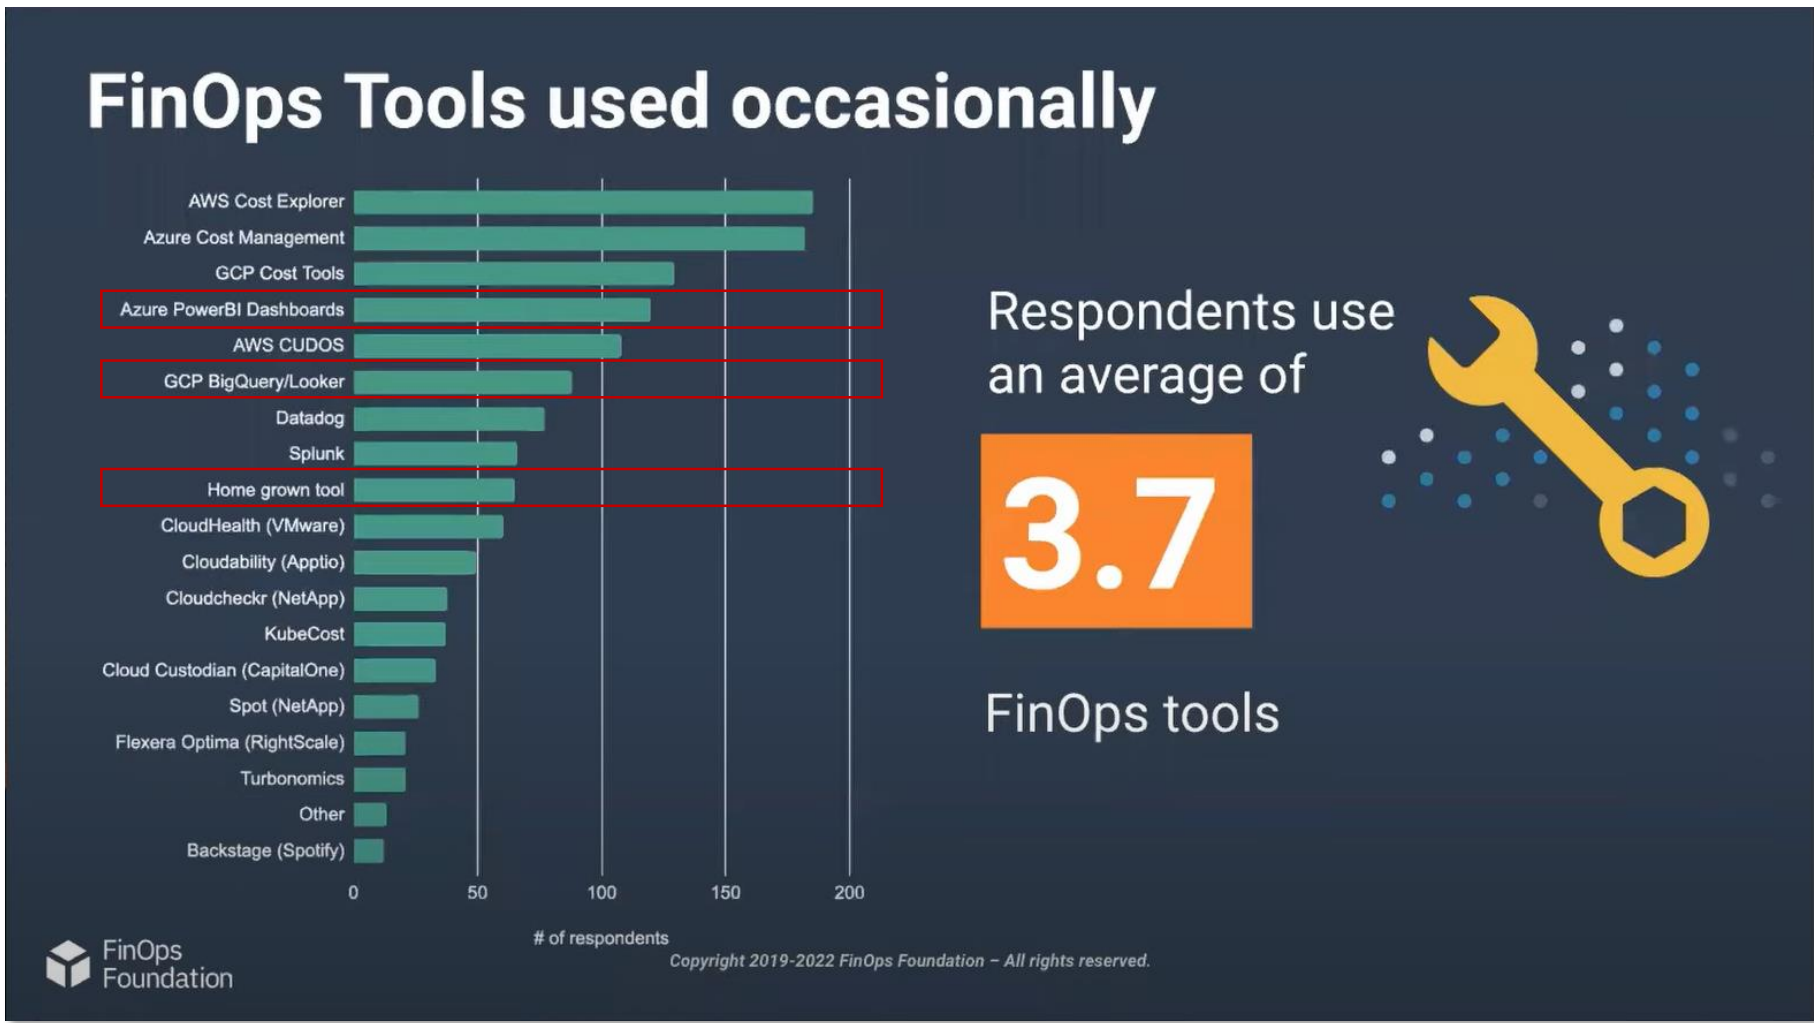 FinOps Tools used occasionally
AWS Cost Explorer
Azure Cost Management
GCP Cost Tools
Azure PowerBI Dashboards
AWS CUDOS
GCP BigQuery/Looker
Datadog
Splunk
Home grown tool
CloudHealth (VMware)
Cloudability (Apptio)
Cloudcheckr (NetApp)
KubeCost
Cloud Custodian (CapitalOne)
Spot (NetApp)
Flexera Optima (RightScale)
Turbonomics
Other
Backstage (Spotify)
0 50 100 150 200
# of respondents
Respondents use
an average of
3.7
FinOps tools
FinOps
Foundation
Copyright 2019-2022 FinOps Foundation – All rights reserved.